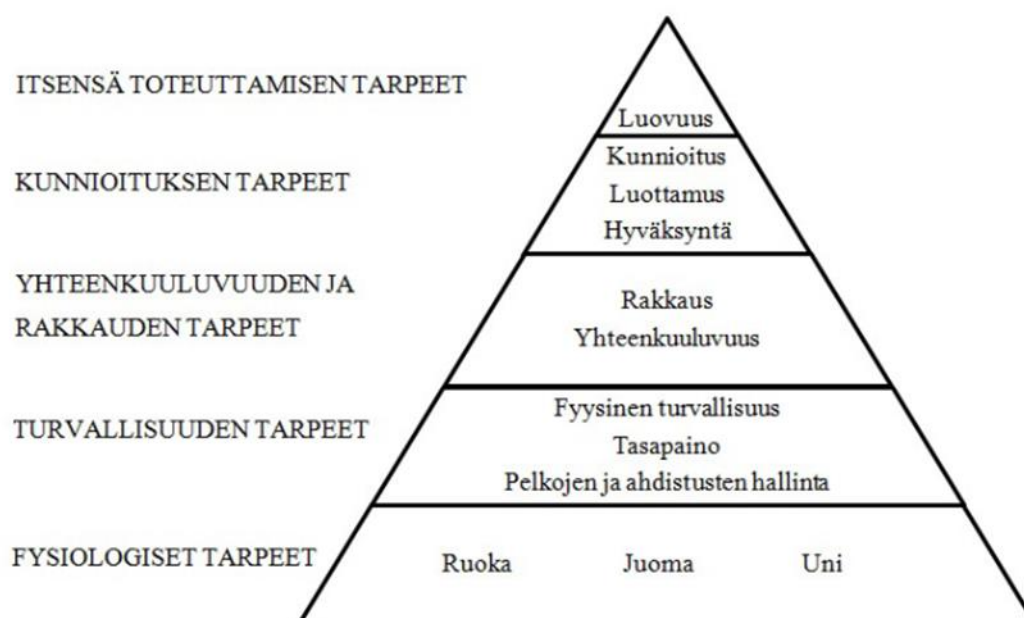 ITSENSÄ TOTEUTTAMISEN TARPEET
Luovuus
KUNNIOITUKSEN TARPEET
Kunnioitus
Luottamus
Hyväksyntä
YHTEENKUULUVUUDEN JA
RAKKAUDEN TARPEET
Rakkaus
Yhteenkuuluvuus
TURVALLISUUDEN TARPEET
Fyysinen turvallisuus
Tasapaino
Pelkojen ja ahdistusten hallinta
FYSIOLOGISET TARPEET
Ruoka Juoma Uni